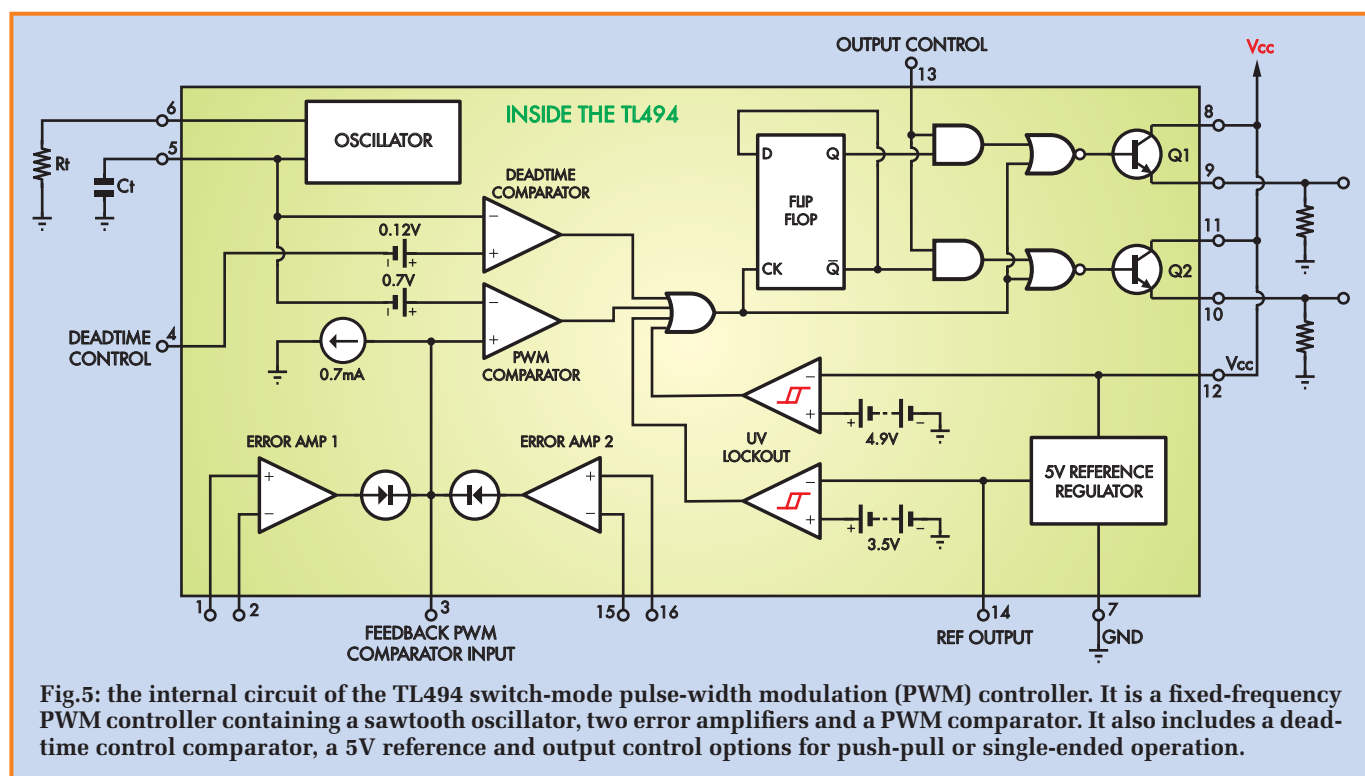 OUTPUT CONTROL
13
Vcc
INSIDE THE TL494
6
5
Rt
Ct
OSCILLATOR
DEADTIME
COMPARATOR
0.12V
0.7V
− +
− +
−
+
−
+
PWM
COMPARATOR
DEADTIME
CONTROL
4
0.7mA
D
Q
FLIP
FLOP
CK
Q̅
8
Q1
9
11
Q2
10
Vcc
12
−
+
+ −
4.9V
UV
LOCKOUT
−
+
+ −
3.5V
5V REFERENCE
REGULATOR
ERROR AMP 1
+
−
ERROR AMP 2
+
−
1
2
3
15
16
14
7
FEEDBACK PWM
COMPARATOR INPUT
REF OUTPUT
GND
Fig.5: the internal circuit of the TL494 switch-mode pulse-width modulation (PWM) controller. It is a fixed-frequency
PWM controller containing a sawtooth oscillator, two error amplifiers and a PWM comparator. It also includes a dead-
time control comparator, a 5V reference and output control options for push-pull or single-ended operation.